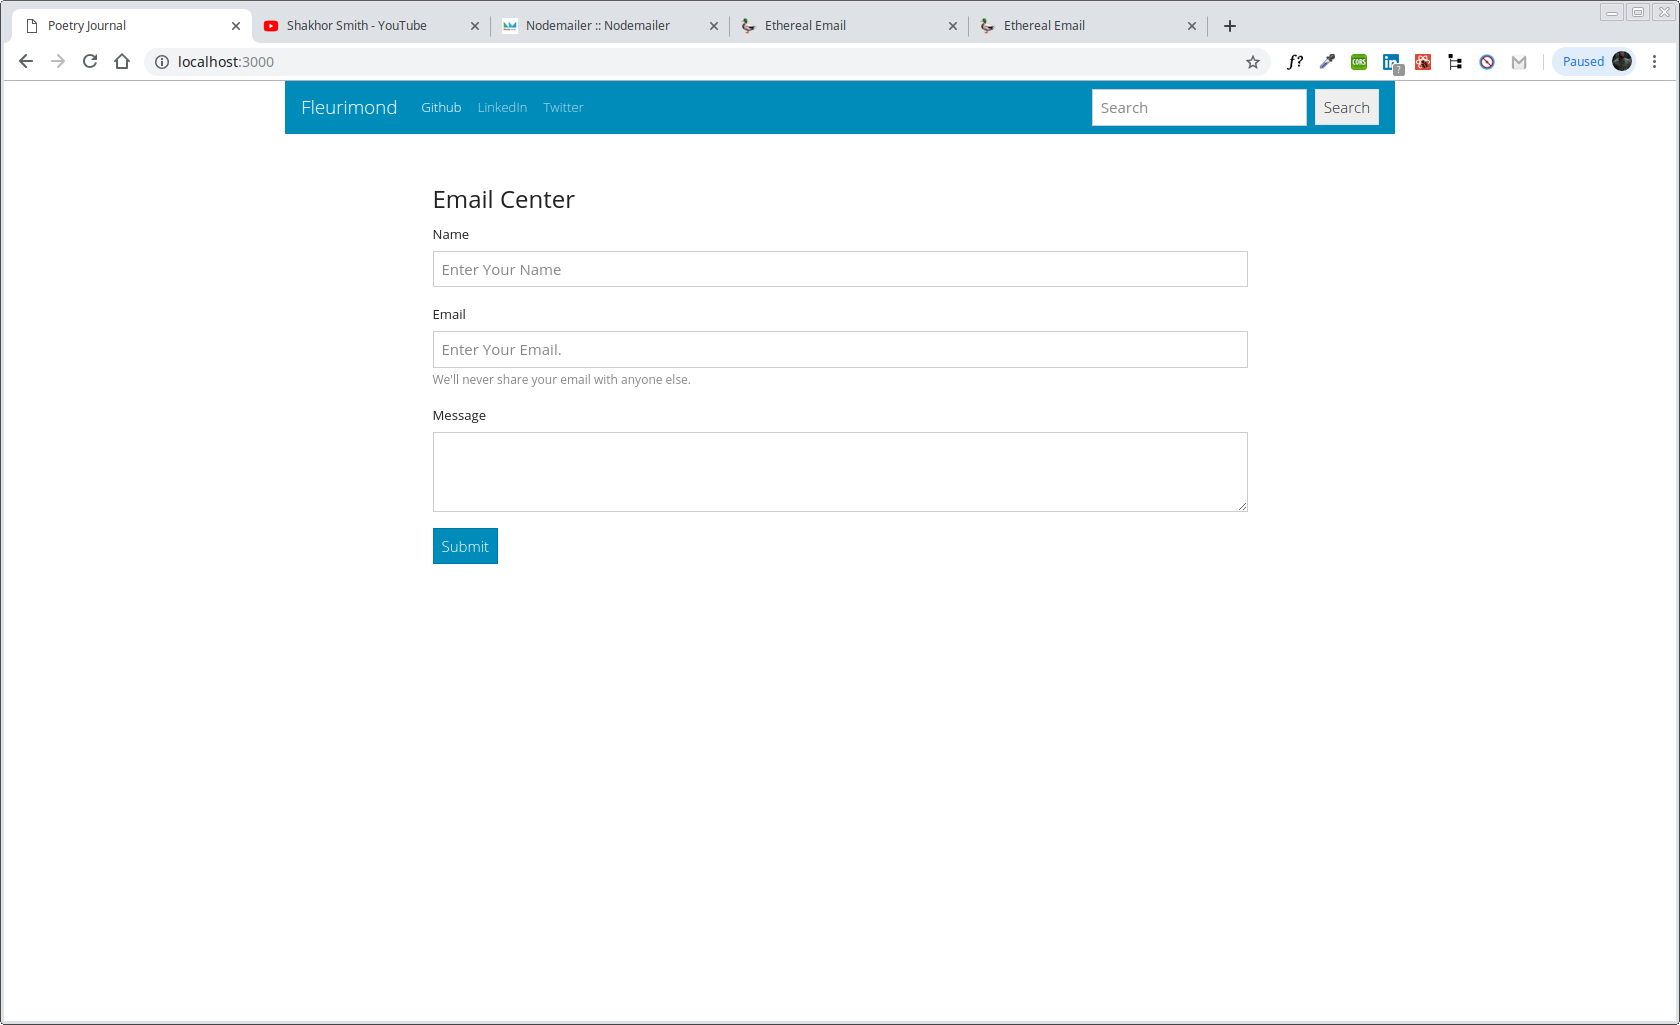 Poetry Journal
Shakhor Smith - YouTube
Nodemailer :: Nodemailer
Ethereal Email
Ethereal Email
localhost:3000
f?
CORS
in
?
Paused
Fleurimond
Github
LinkedIn
Twitter
Search
Search
Email Center
Name
Enter Your Name
Email
Enter Your Email.
We'll never share your email with anyone else.
Message
Submit